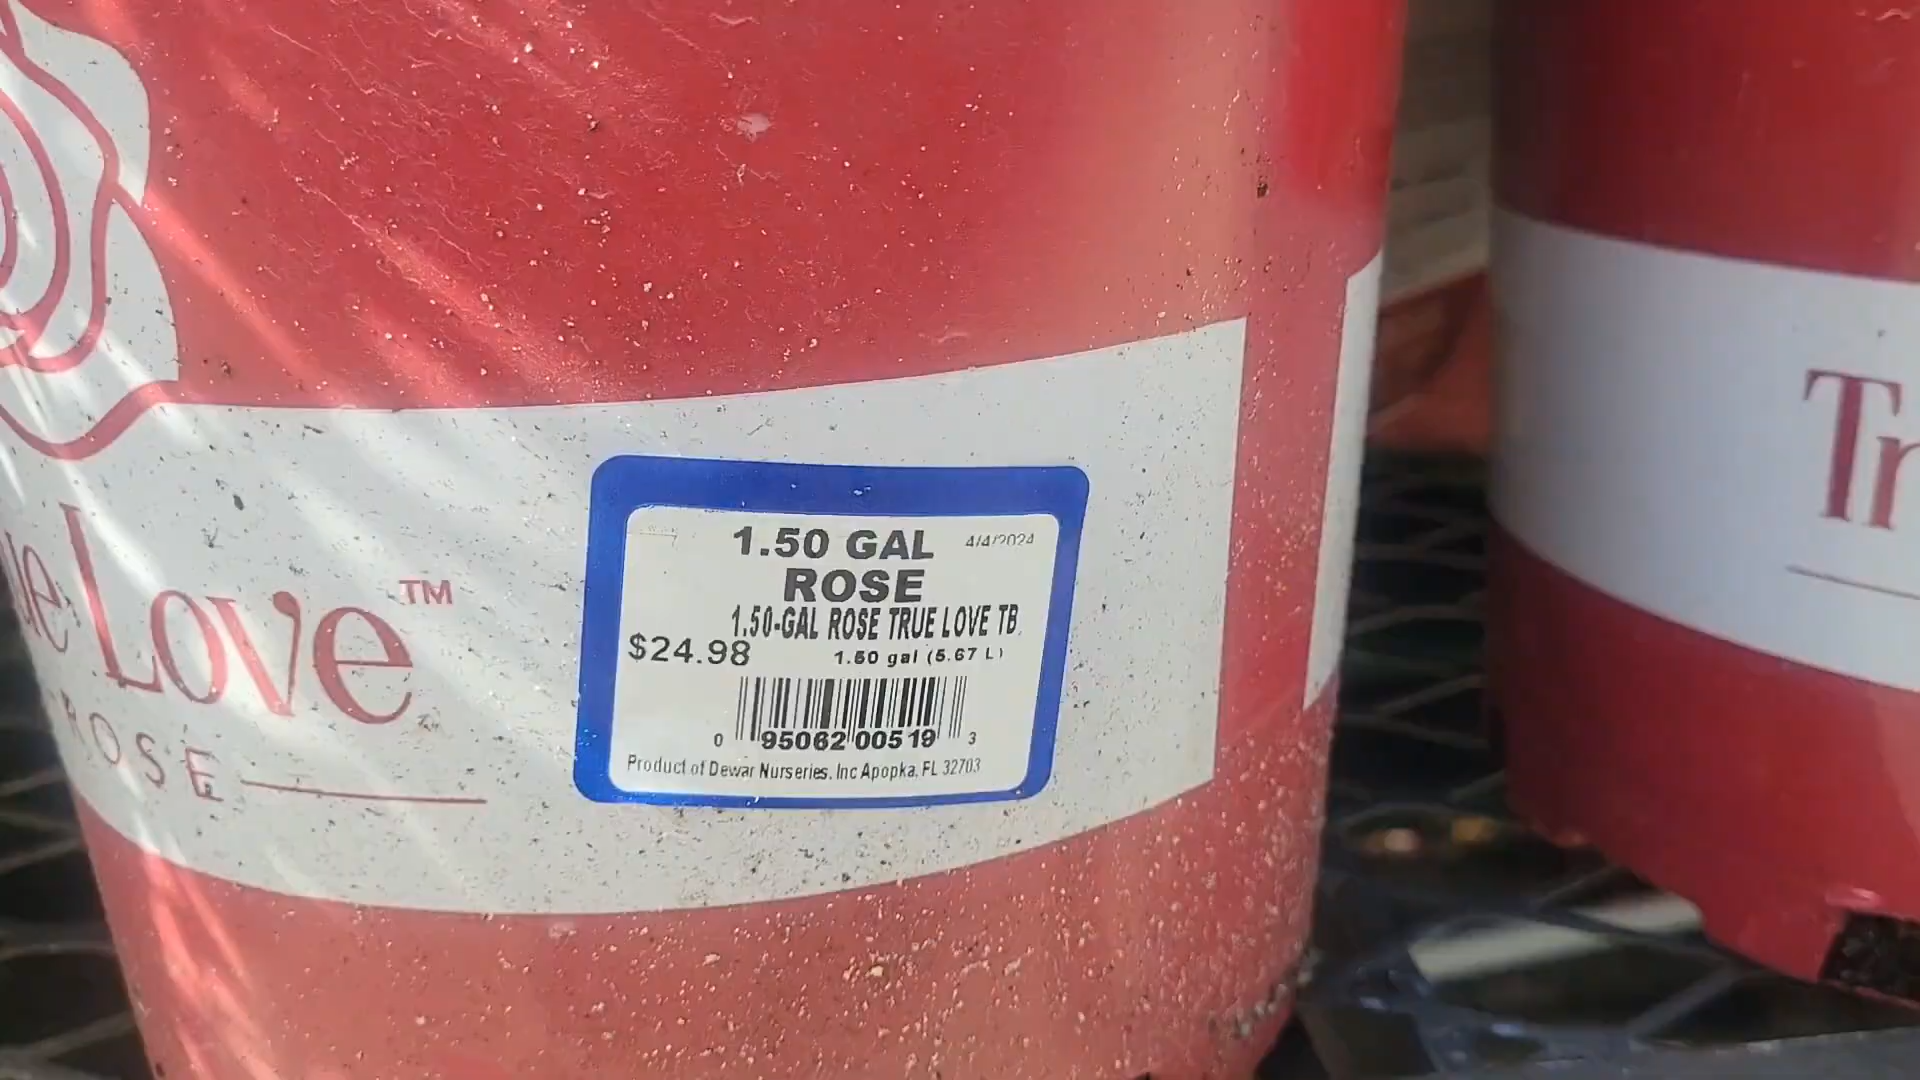 ue Love™
ROSE
1.50 GAL
4/4/2024
ROSE
1.50-GAL ROSE TRUE LOVE TB
$24.98
1.50 gal (5.67 L)
0 95062 00519 3
Product of Dewar Nurseries, Inc Apopka, FL 32703
Tr